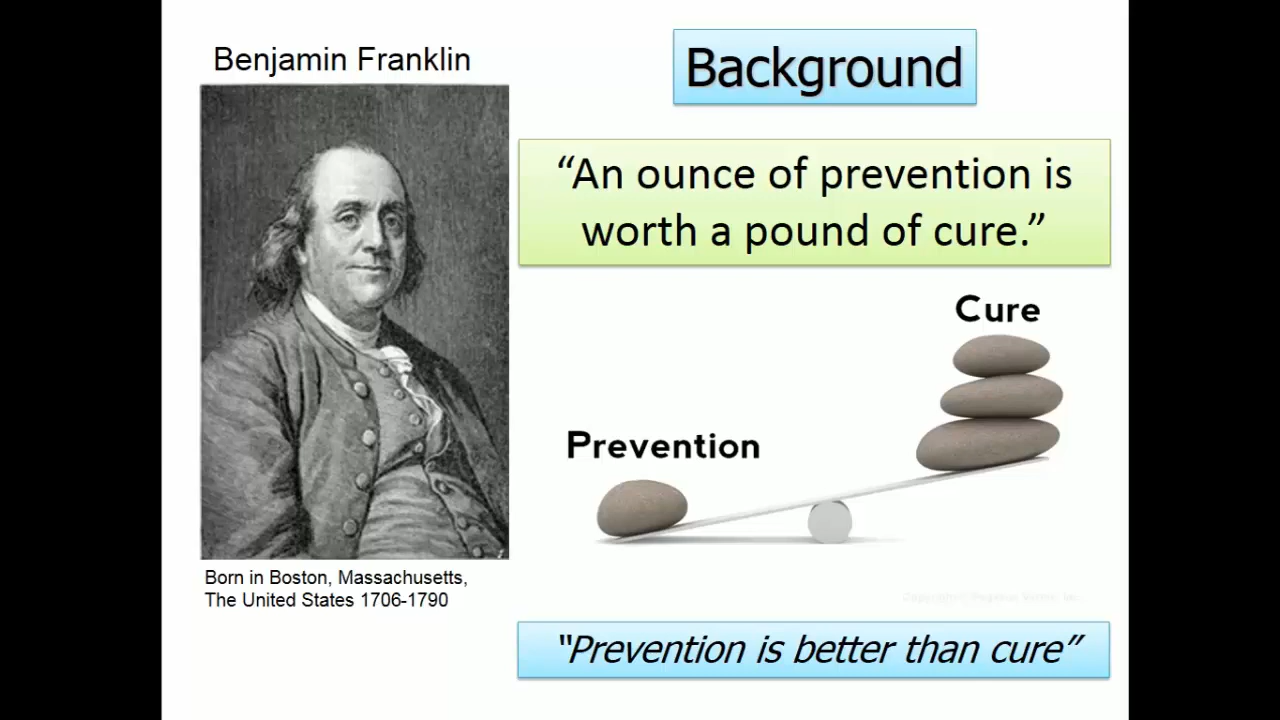 Benjamin Franklin
Background
“An ounce of prevention is
worth a pound of cure.”
Cure
Prevention
Born in Boston, Massachusetts,
The United States 1706-1790
“Prevention is better than cure”